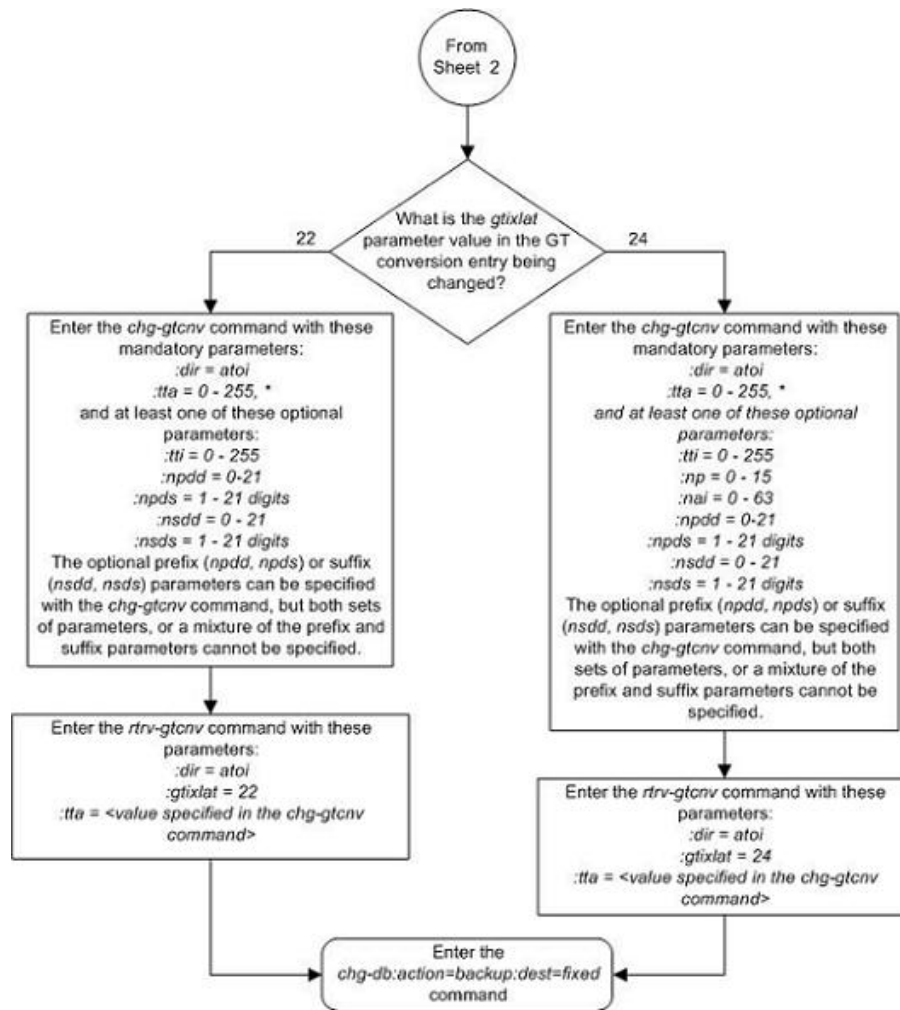 From
Sheet 2
What is the gtixlat
parameter value in the GT
conversion entry being
changed?
22
24
Enter the chg-gtcnv command with these
mandatory parameters:
:dir = atoi
:tta = 0 - 255, *
and at least one of these optional
parameters:
:tti = 0 - 255
:npdd = 0-21
:npds = 1 - 21 digits
:nsdd = 0 - 21
:nsds = 1 - 21 digits
The optional prefix (npdd, npds) or suffix
(nsdd, nsds) parameters can be specified
with the chg-gtcnv command, but both sets
of parameters, or a mixture of the prefix and
suffix parameters cannot be specified.
Enter the rtrv-gtcnv command with these
parameters:
:dir = atoi
:gtixlat = 22
:tta = <value specified in the chg-gtcnv
command>
Enter the chg-gtcnv command with these
mandatory parameters:
:dir = atoi
:tta = 0 - 255, *
and at least one of these optional
parameters:
:tti = 0 - 255
:np = 0 - 15
:nai = 0 - 63
:npdd = 0-21
:npds = 1 - 21 digits
:nsdd = 0 - 21
:nsds = 1 - 21 digits
The optional prefix (npdd, npds) or suffix
(nsdd, nsds) parameters can be specified
with the chg-gtcnv command, but both
sets of parameters, or a mixture of the
prefix and suffix parameters cannot be
specified.
Enter the rtrv-gtcnv command with these
parameters:
:dir = atoi
:gtixlat = 24
:tta = <value specified in the chg-gtcnv
command>
Enter the
chg-db:action=backup:dest=fixed
command